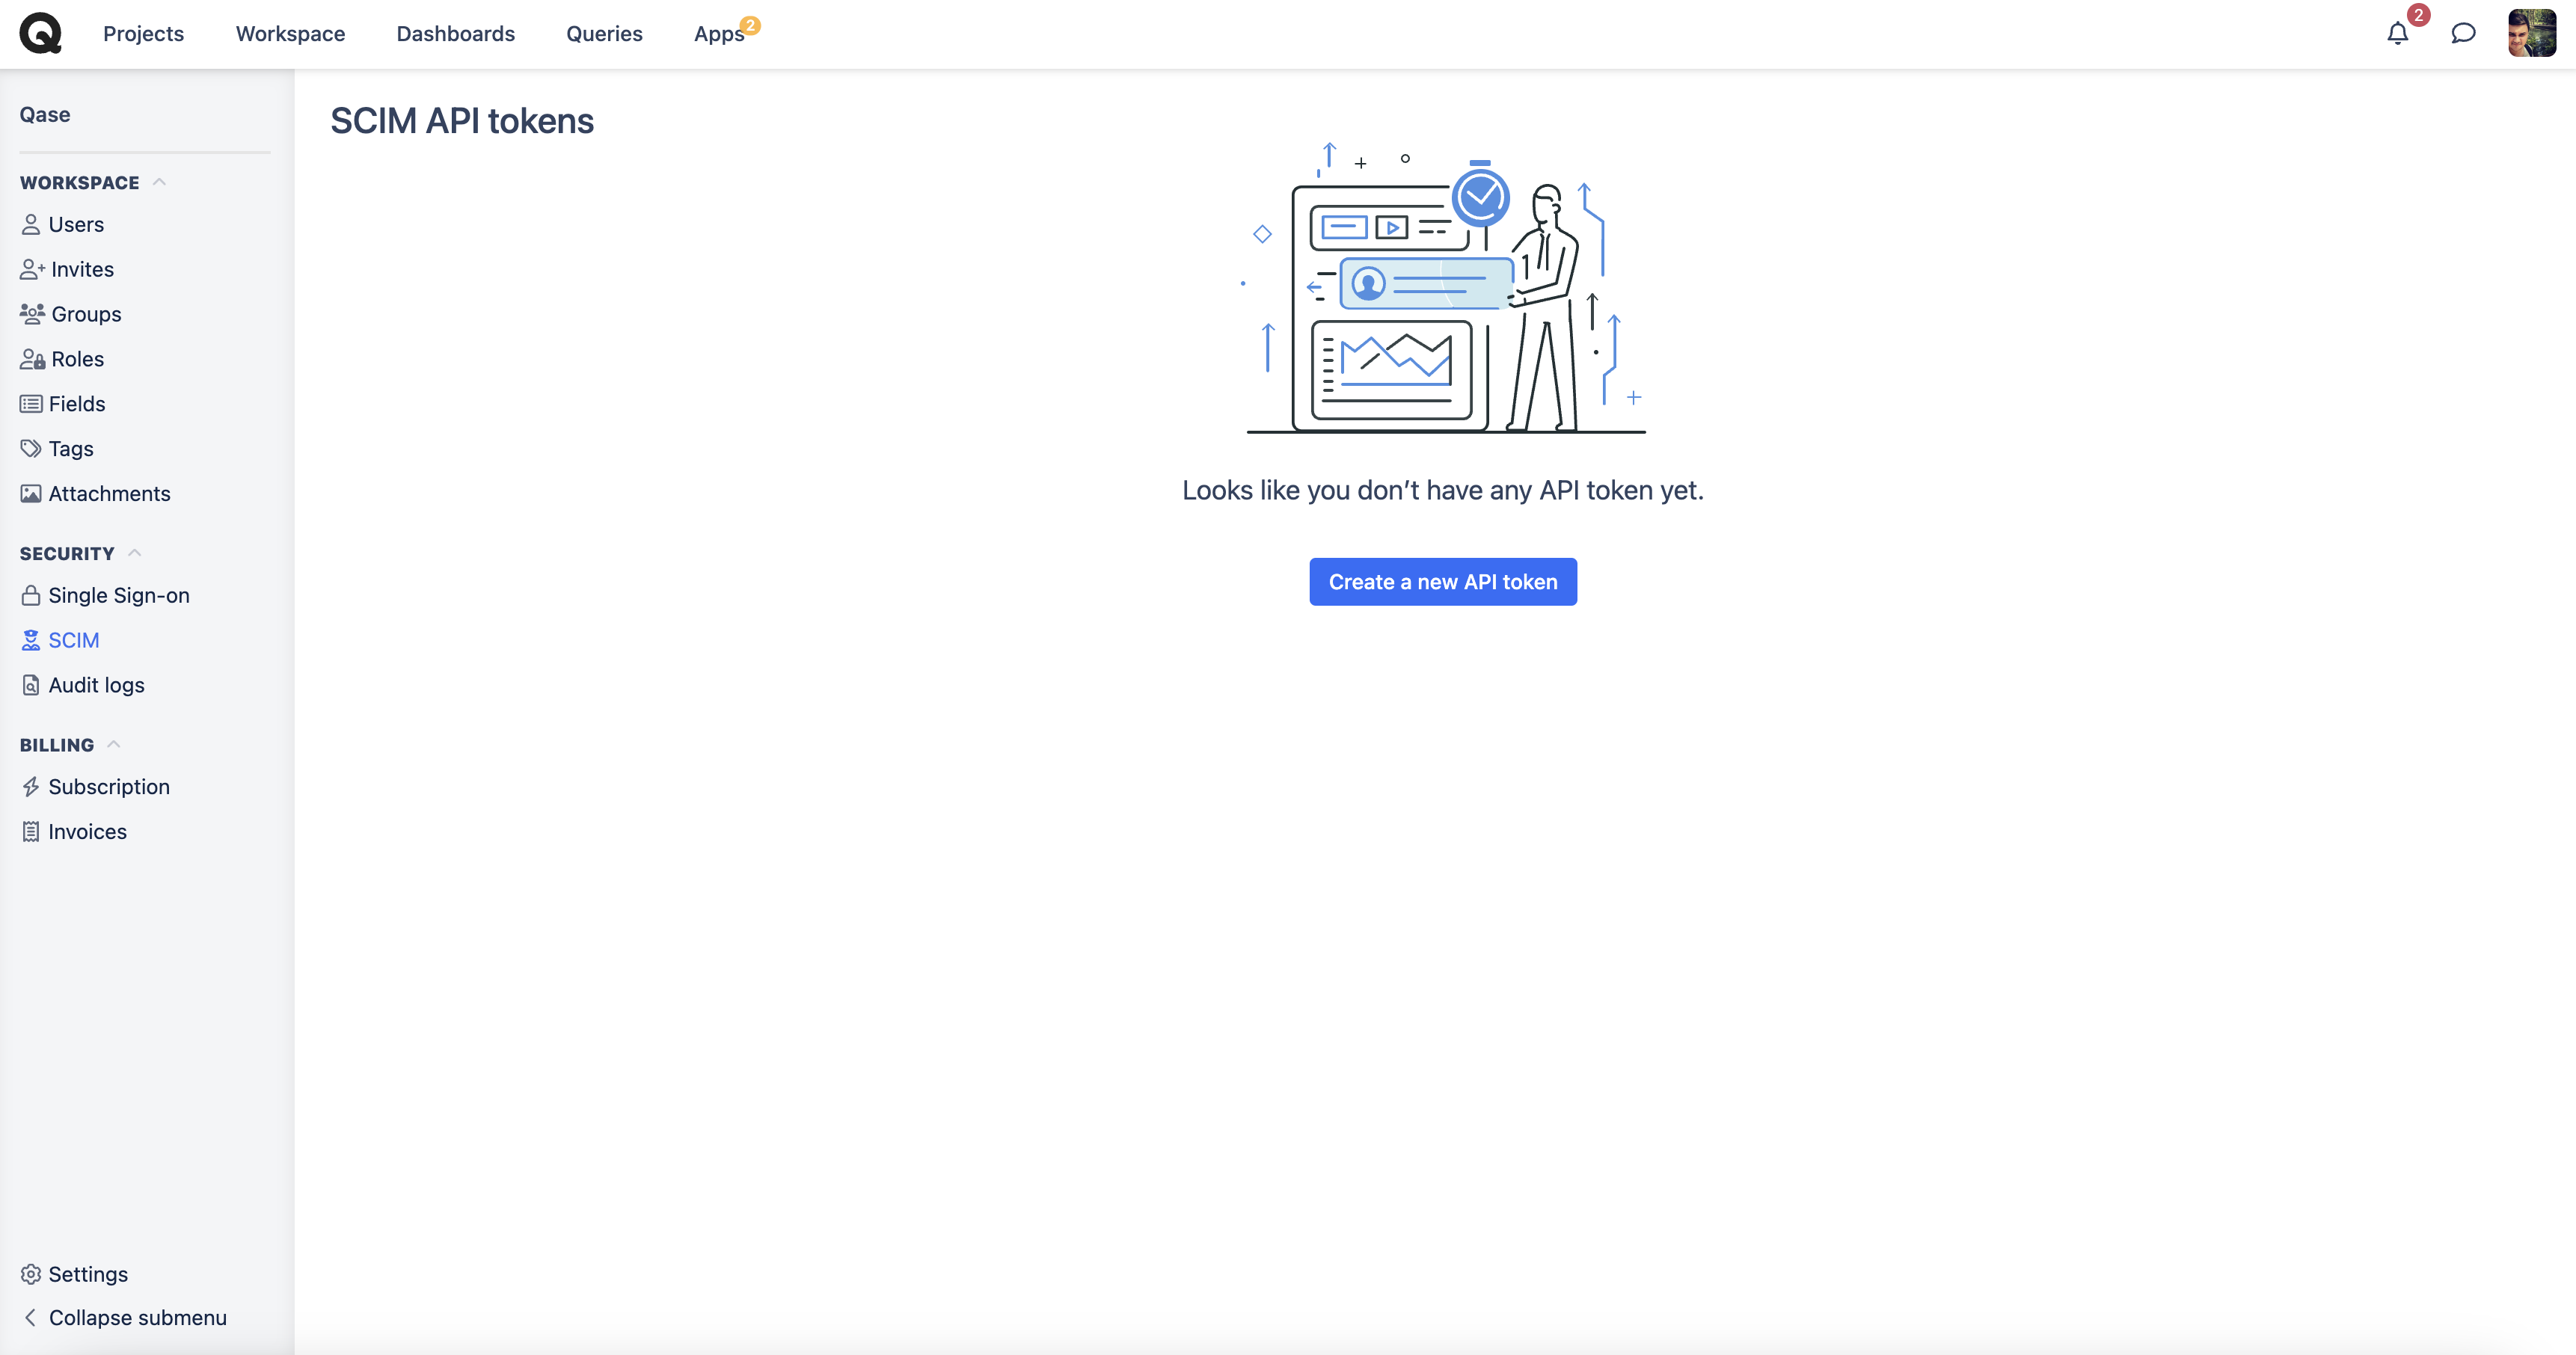 Projects Workspace Dashboards Queries Apps 2 2
Qase
SCIM API tokens
WORKSPACE
Users
Invites
Groups
Roles
Fields
Tags
Attachments
SECURITY
Single Sign-on
SCIM
Audit logs
BILLING
Subscription
Invoices
Settings
Collapse submenu
Looks like you don’t have any API token yet.
Create a new API token